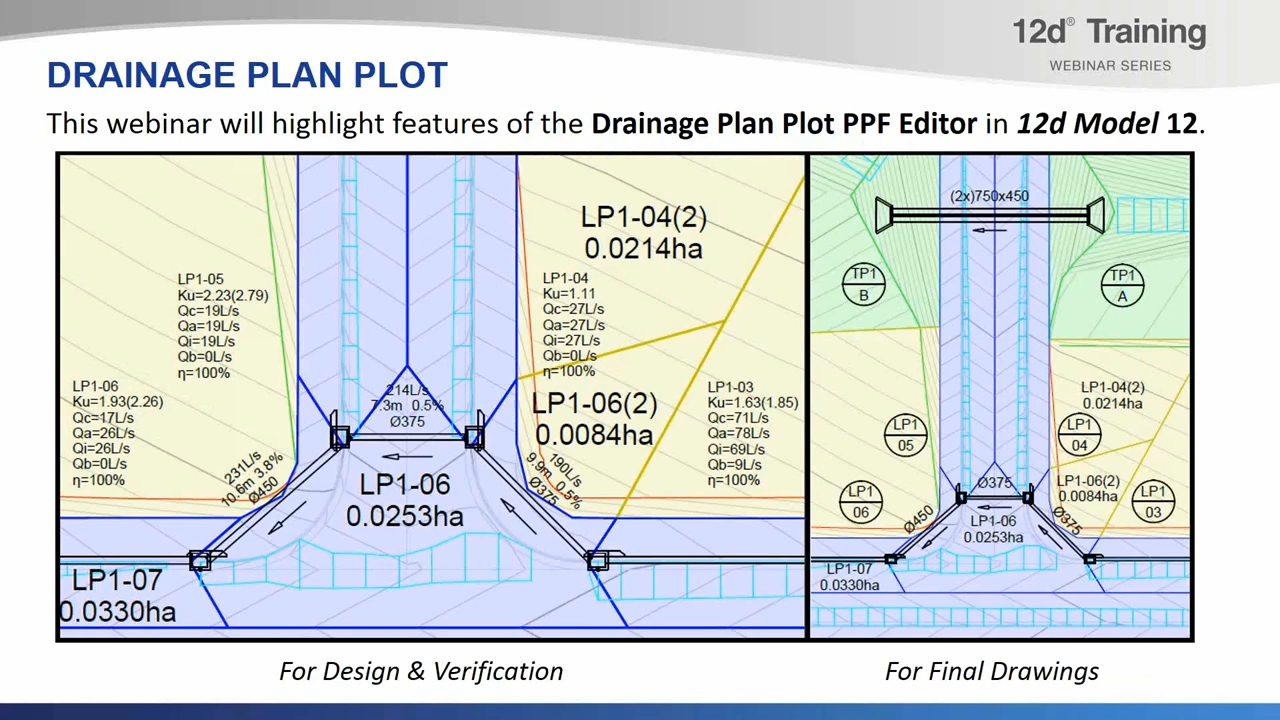 12d® Training
WEBINAR SERIES
DRAINAGE PLAN PLOT
This webinar will highlight features of the Drainage Plan Plot PPF Editor in 12d Model 12.
LP1-05
Ku=2.23(2.79)
Qc=19L/s
Qa=19L/s
Qi=19L/s
Qb=0L/s
η=100%
LP1-06
Ku=1.93(2.26)
Qc=17L/s
Qa=26L/s
Qi=26L/s
Qb=0L/s
η=100%
LP1-04(2)
0.0214ha
LP1-04
Ku=1.11
Qc=27L/s
Qa=27L/s
Qi=27L/s
Qb=0L/s
η=100%
LP1-06(2)
0.0084ha
LP1-03
Ku=1.63(1.85)
Qc=71L/s
Qa=78L/s
Qi=69L/s
Qb=9L/s
η=100%
214L/s
7.3m 0.5%
Ø375
231L/s
10.6m 3.8%
Ø450
190L/s
9.9m 0.5%
Ø375
LP1-06
0.0253ha
LP1-07
0.0330ha
(2x)750x450
TP1
B
TP1
A
LP1-04(2)
0.0214ha
LP1
05
LP1
04
LP1
06
Ø375
LP1-06(2)
0.0084ha
LP1
03
Ø450
LP1-06
0.0253ha
Ø375
LP1-07
0.0330ha
For Design & Verification
For Final Drawings